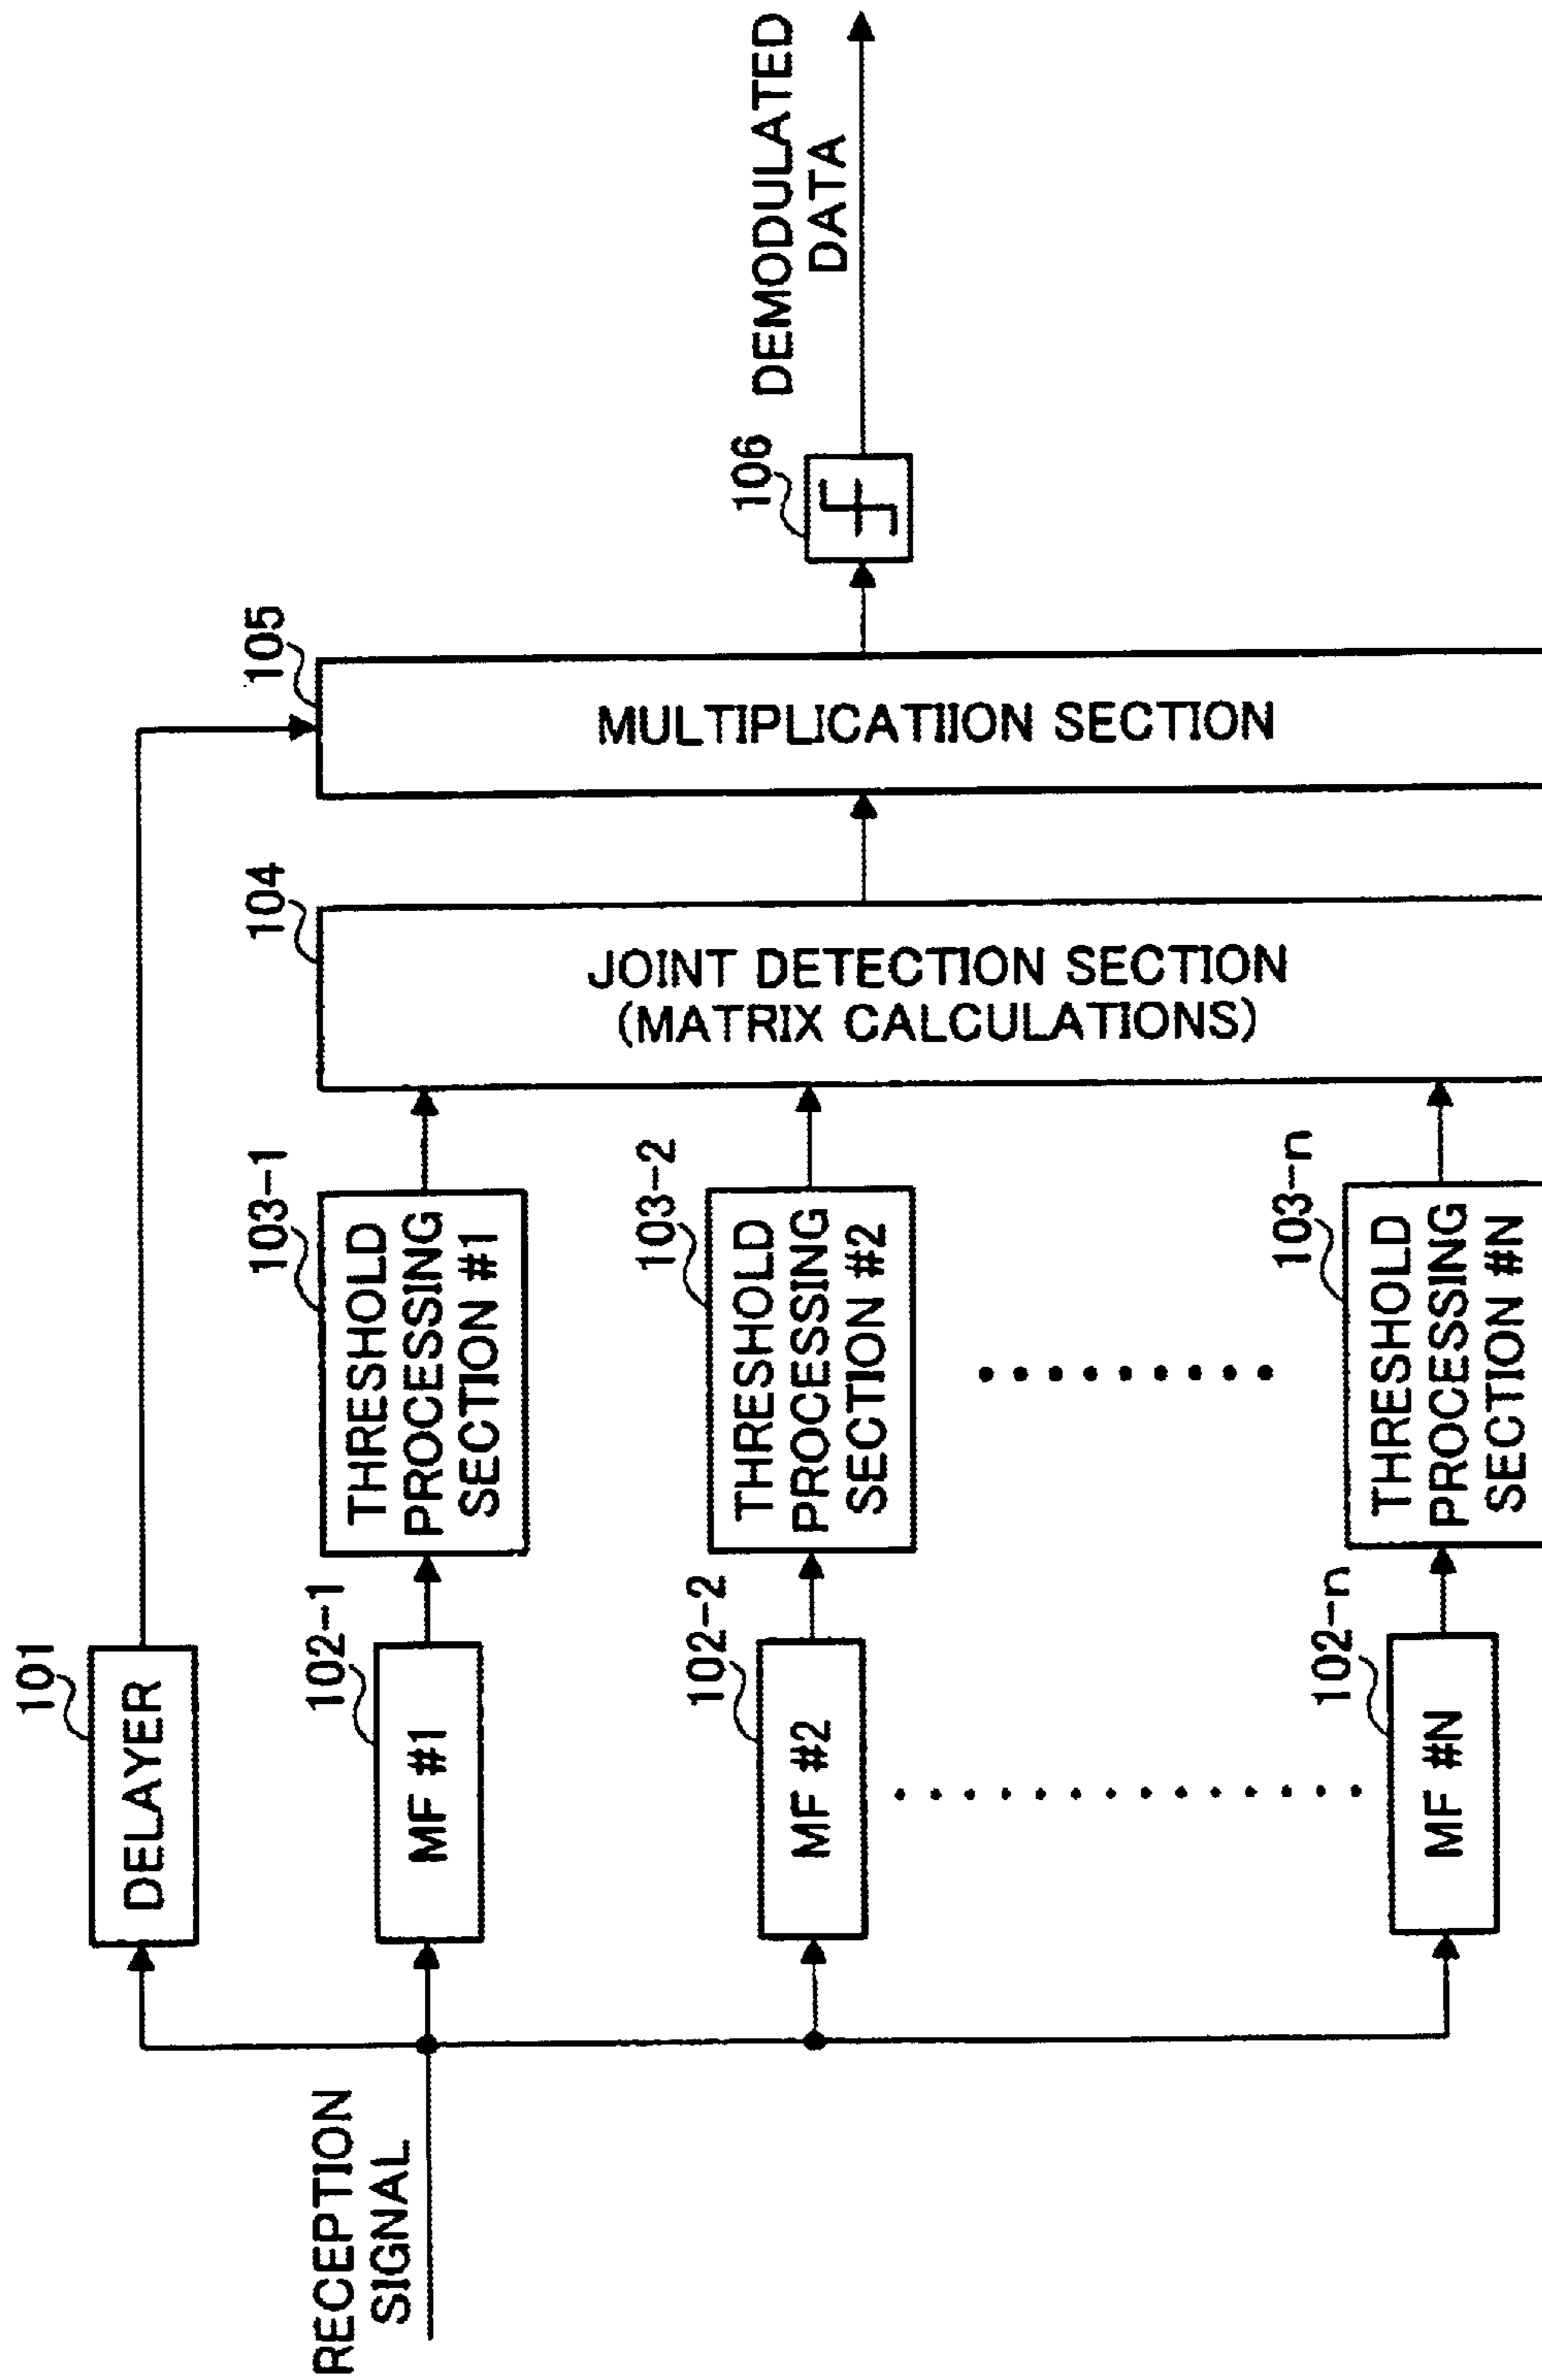 101
DELAYER
RECEPTION
SIGNAL
102-1
MF #1
103-1
THRESHOLD
PROCESSING
SECTION #1
102-2
MF #2
103-2
THRESHOLD
PROCESSING
SECTION #2
102-n
MF #N
103-n
THRESHOLD
PROCESSING
SECTION #N
104
JOINT DETECTION SECTION
(MATRIX CALCULATIONS)
105
MULTIPLICATIION SECTION
106
DEMODULATED
DATA